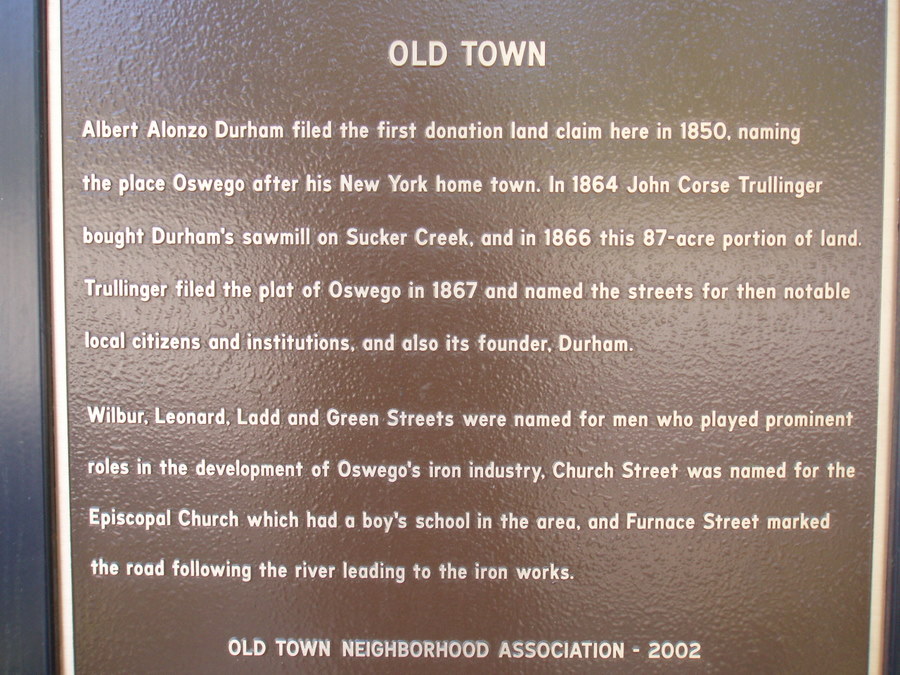 OLD TOWN
Albert Alonzo Durham filed the first donation land claim here in 1850, naming
the place Oswego after his New York home town. In 1864 John Corse Trullinger
bought Durham's sawmill on Sucker Creek, and in 1866 this 87-acre portion of land.
Trullinger filed the plat of Oswego in 1867 and named the streets for then notable
local citizens and institutions, and also its founder, Durham.
Wilbur, Leonard, Ladd and Green Streets were named for men who played prominent
roles in the development of Oswego's iron industry, Church Street was named for the
Episcopal Church which had a boy's school in the area, and Furnace Street marked
the road following the river leading to the iron works.
OLD TOWN NEIGHBORHOOD ASSOCIATION - 2002